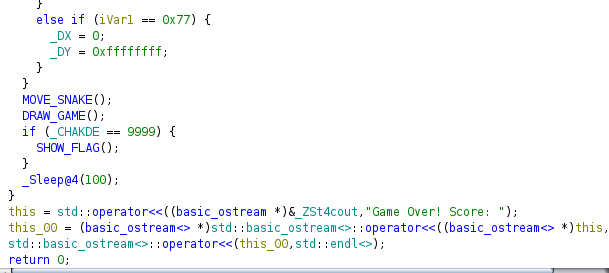 }
else if (iVar1 == 0x77) {
_DX = 0;
_DY = 0xffffffff;
}
}
MOVE_SNAKE();
DRAW_GAME();
if (_CHAKDE == 9999) {
SHOW_FLAG();
}
_Sleep@4(100);
}
this = std::operator<<((basic_ostream *)&_ZSt4cout,"Game Over! Score: ");
this_00 = (basic_ostream<> *)std::basic_ostream<>::operator<<((basic_ostream<> *)this,
std::basic_ostream<>::operator<<(this_00,std::endl<>);
return 0;